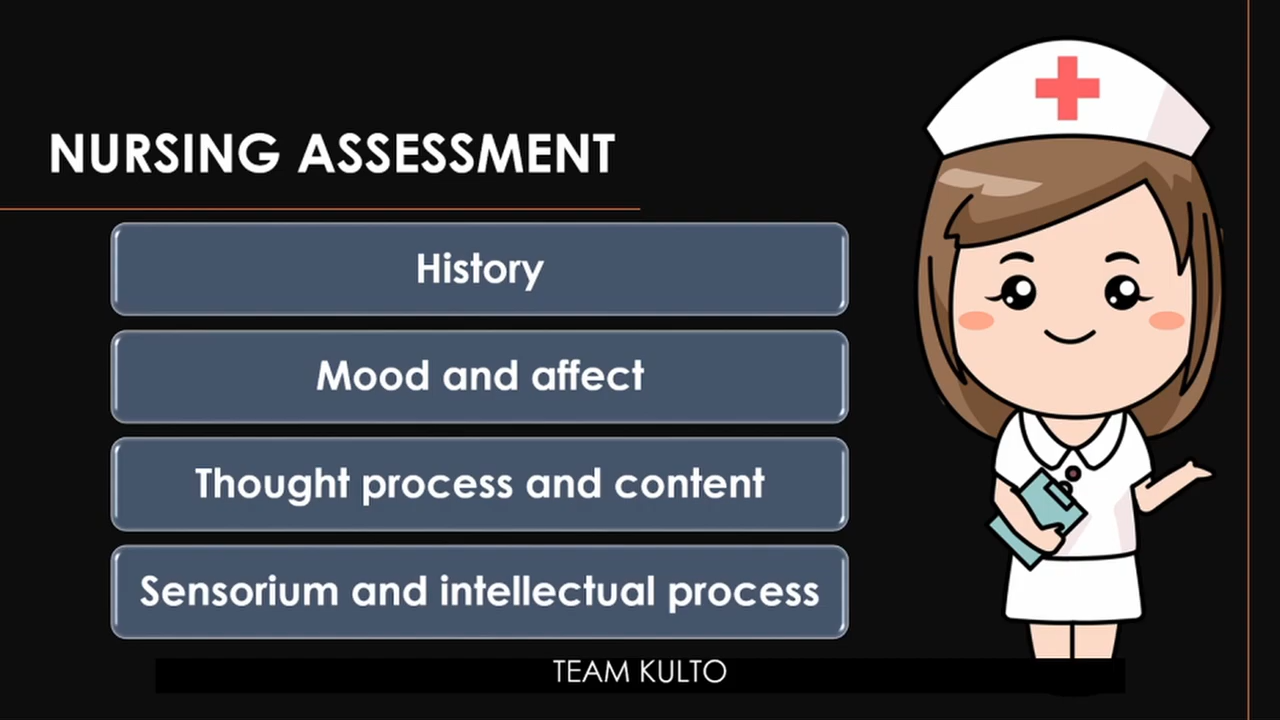 NURSING ASSESSMENT
History
Mood and affect
Thought process and content
Sensorium and intellectual process
TEAM KULTO